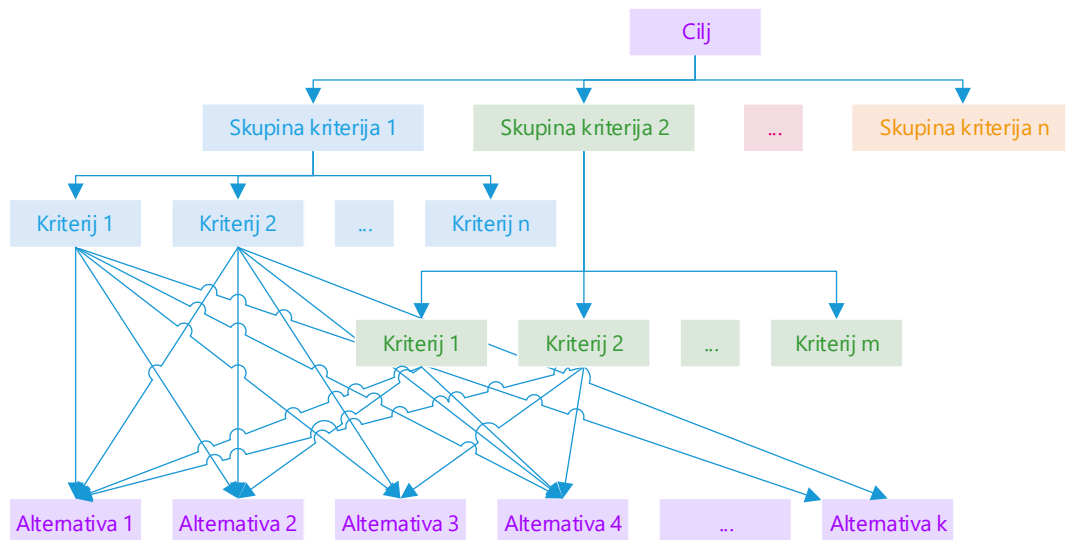 Cilj
Skupina kriterija 1
Skupina kriterija 2
...
Skupina kriterija n
Kriterij 1
Kriterij 2
...
Kriterij n
Kriterij 1
Kriterij 2
...
Kriterij m
Alternativa 1
Alternativa 2
Alternativa 3
Alternativa 4
...
Alternativa k